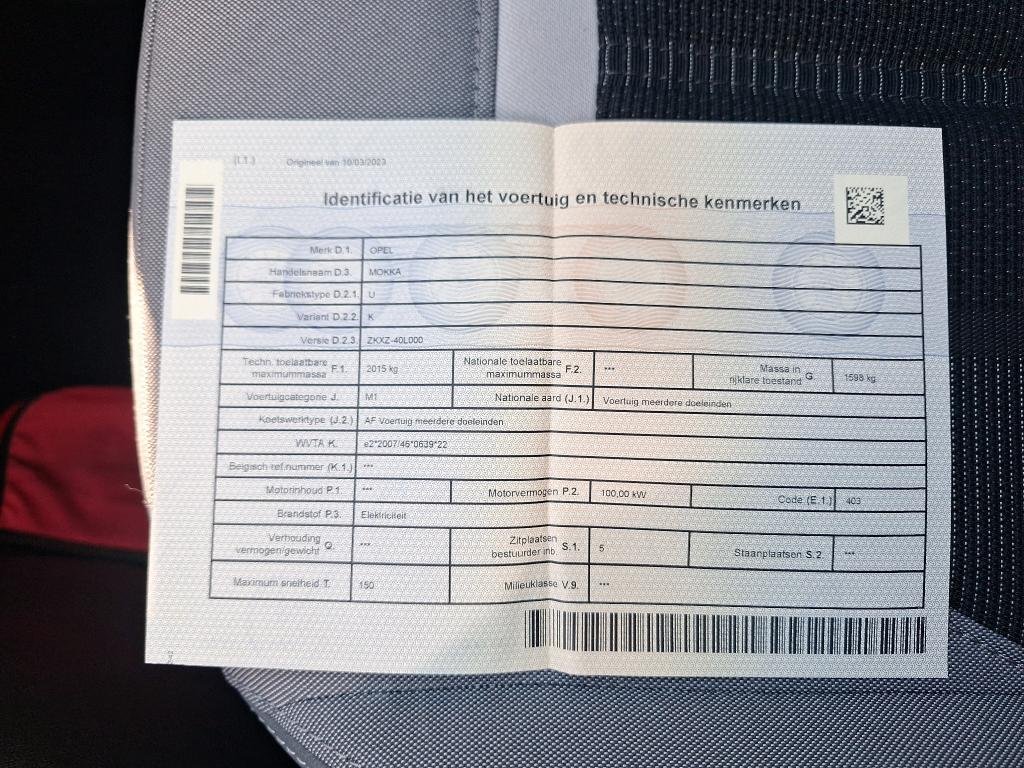 (I.1.) Origineel van 10/03/2023
Identificatie van het voertuig en technische kenmerken
Merk D.1. OPEL
Handelsnaam D.3. MOKKA
Fabriekstype D.2.1. U
Variant D.2.2. K
Versie D.2.3. ZKXZ-40L000
Techn. toelaatbare maximummassa F.1. 2015 kg Nationale toelaatbare maximummassa F.2. *** Massa in rijklare toestand G. 1598 kg
Voertuigcategorie J. M1 Nationale aard (J.1.) Voertuig meerdere doeleinden
Koetswerktype (J.2.) AF Voertuig meerdere doeleinden
WVTA K. e2*2007/46*0639*22
Belgisch ref.nummer (K.1.) ***
Motorinhoud P.1. *** Motorvermogen P.2. 100,00 kW Code (E.1.) 403
Brandstof P.3. Elektriciteit
Verhouding vermogen/gewicht Q. *** Zitplaatsen bestuurder inb. S.1. 5 Staanplaatsen S.2. ***
Maximum snelheid T. 150 Milieuklasse V.9. ***